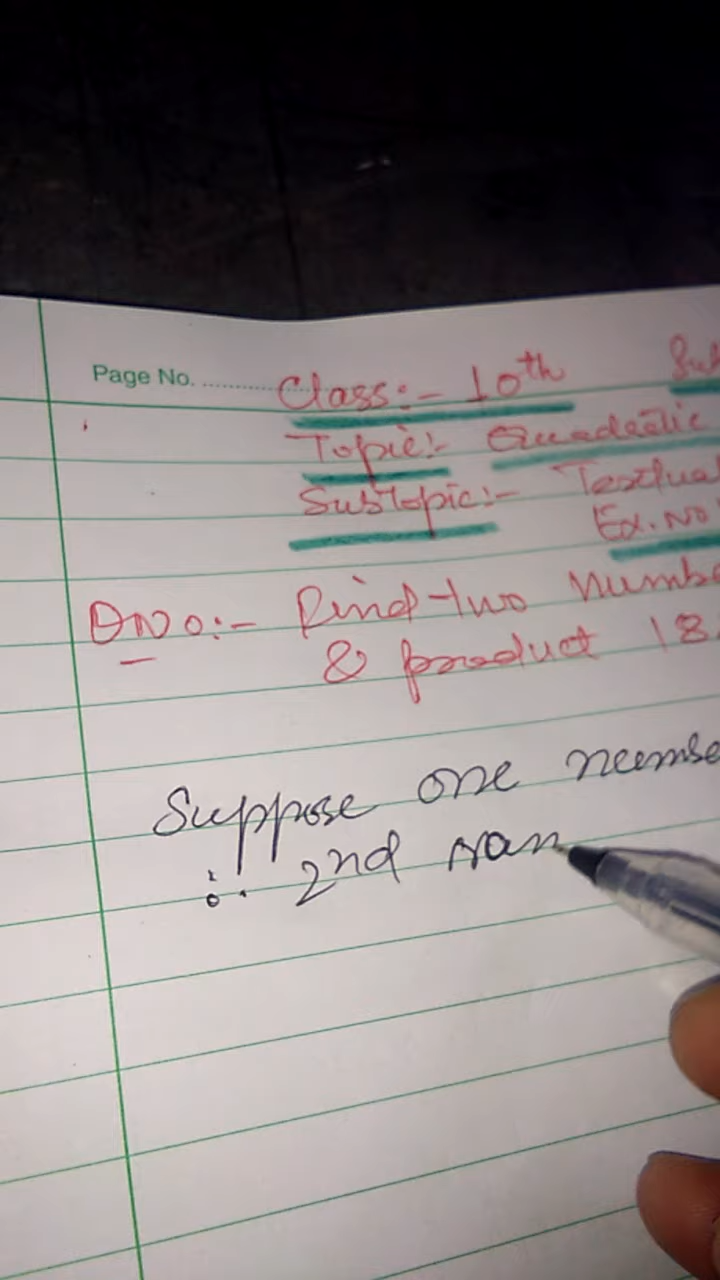 Page No. ..............
Class:- 10th
Topic:- Quadratic
SubTopic:- Textual
Ex. No
QNo:- Find two numbe
& product 18
Suppose one numbe
∴ 2nd nam